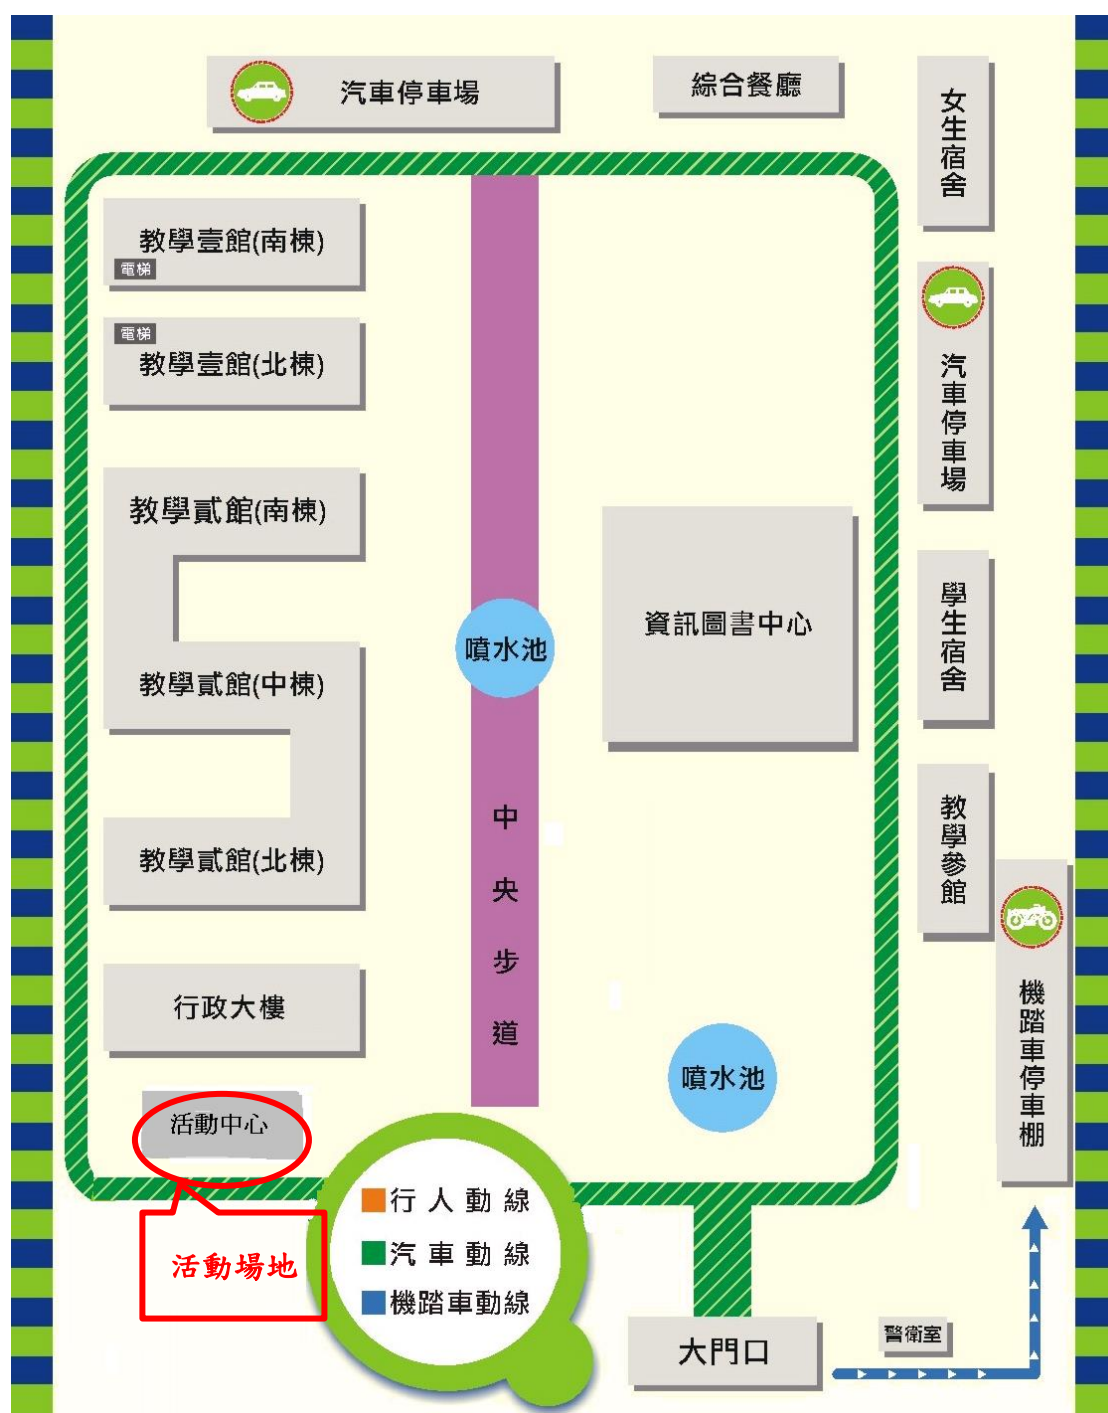 汽車停車場
綜合餐廳
女生宿舍
教學壹館(南棟)
電梯
電梯
教學壹館(北棟)
汽車停車場
教學貳館(南棟)
學生宿舍
資訊圖書中心
噴水池
教學貳館(中棟)
中央步道
教學參館
教學貳館(北棟)
機踏車停車棚
行政大樓
噴水池
活動中心
行人動線
汽車動線
機踏車動線
活動場地
警衛室
大門口